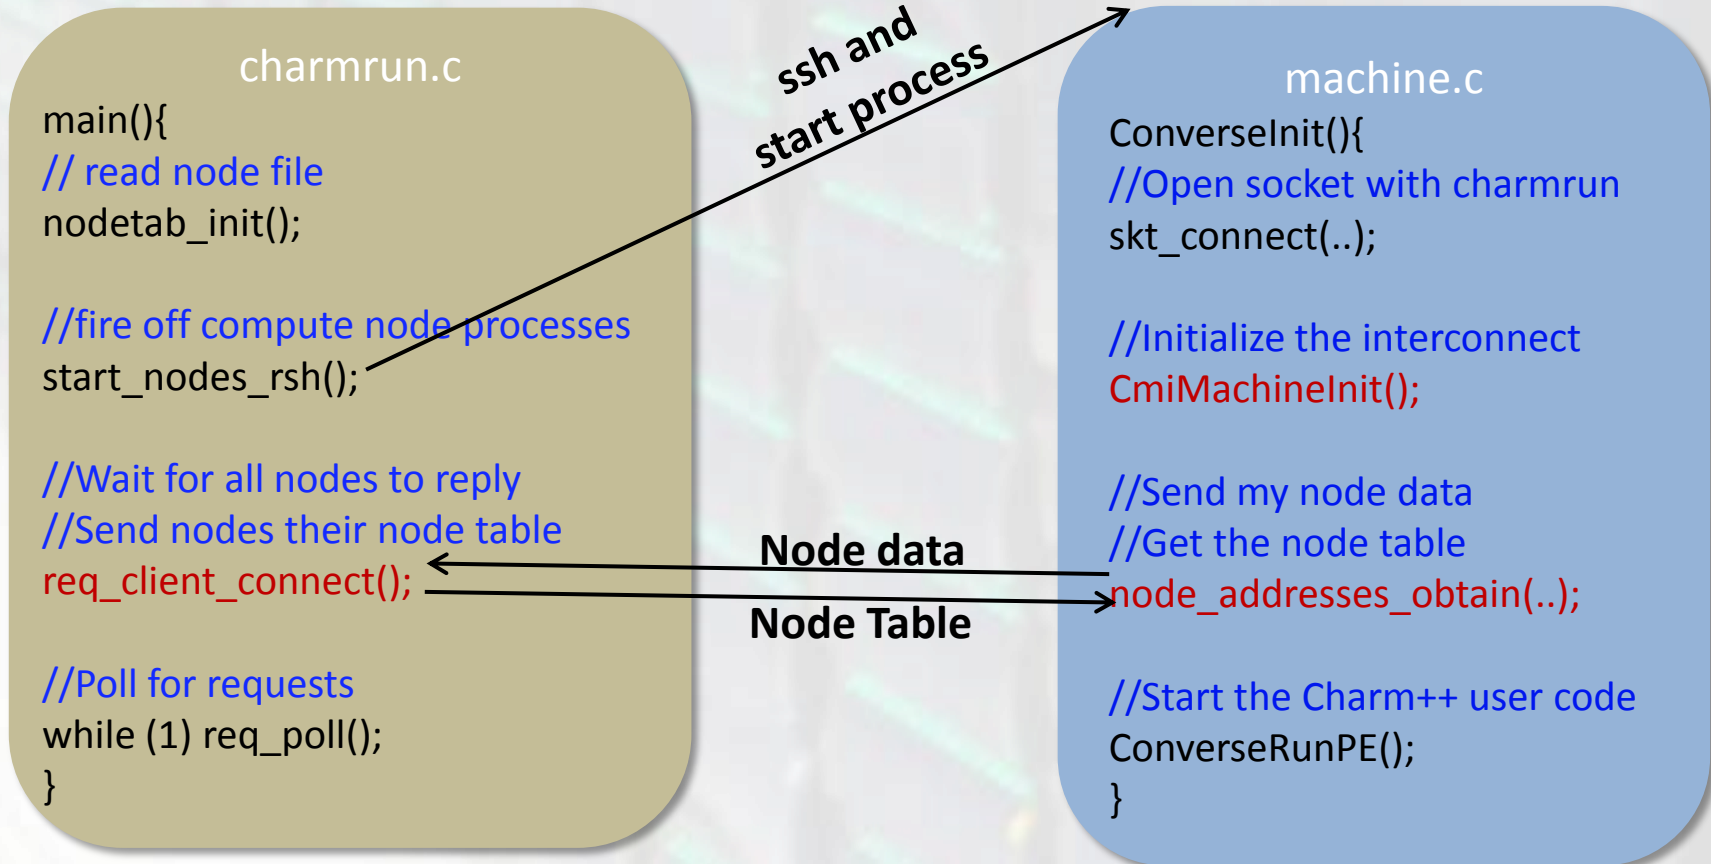 charmrun.c
main(){
// read node file
nodetab_init();
//fire off compute node processes
start_nodes_rsh();
//Wait for all nodes to reply
//Send nodes their node table
req_client_connect();
//Poll for requests
while (1) req_poll();
}
ssh and
start process
Node data
Node Table
machine.c
ConverseInit(){
//Open socket with charmrun
skt_connect(..);
//Initialize the interconnect
CmiMachineInit();
//Send my node data
//Get the node table
node_addresses_obtain(..);
//Start the Charm++ user code
ConverseRunPE();
}